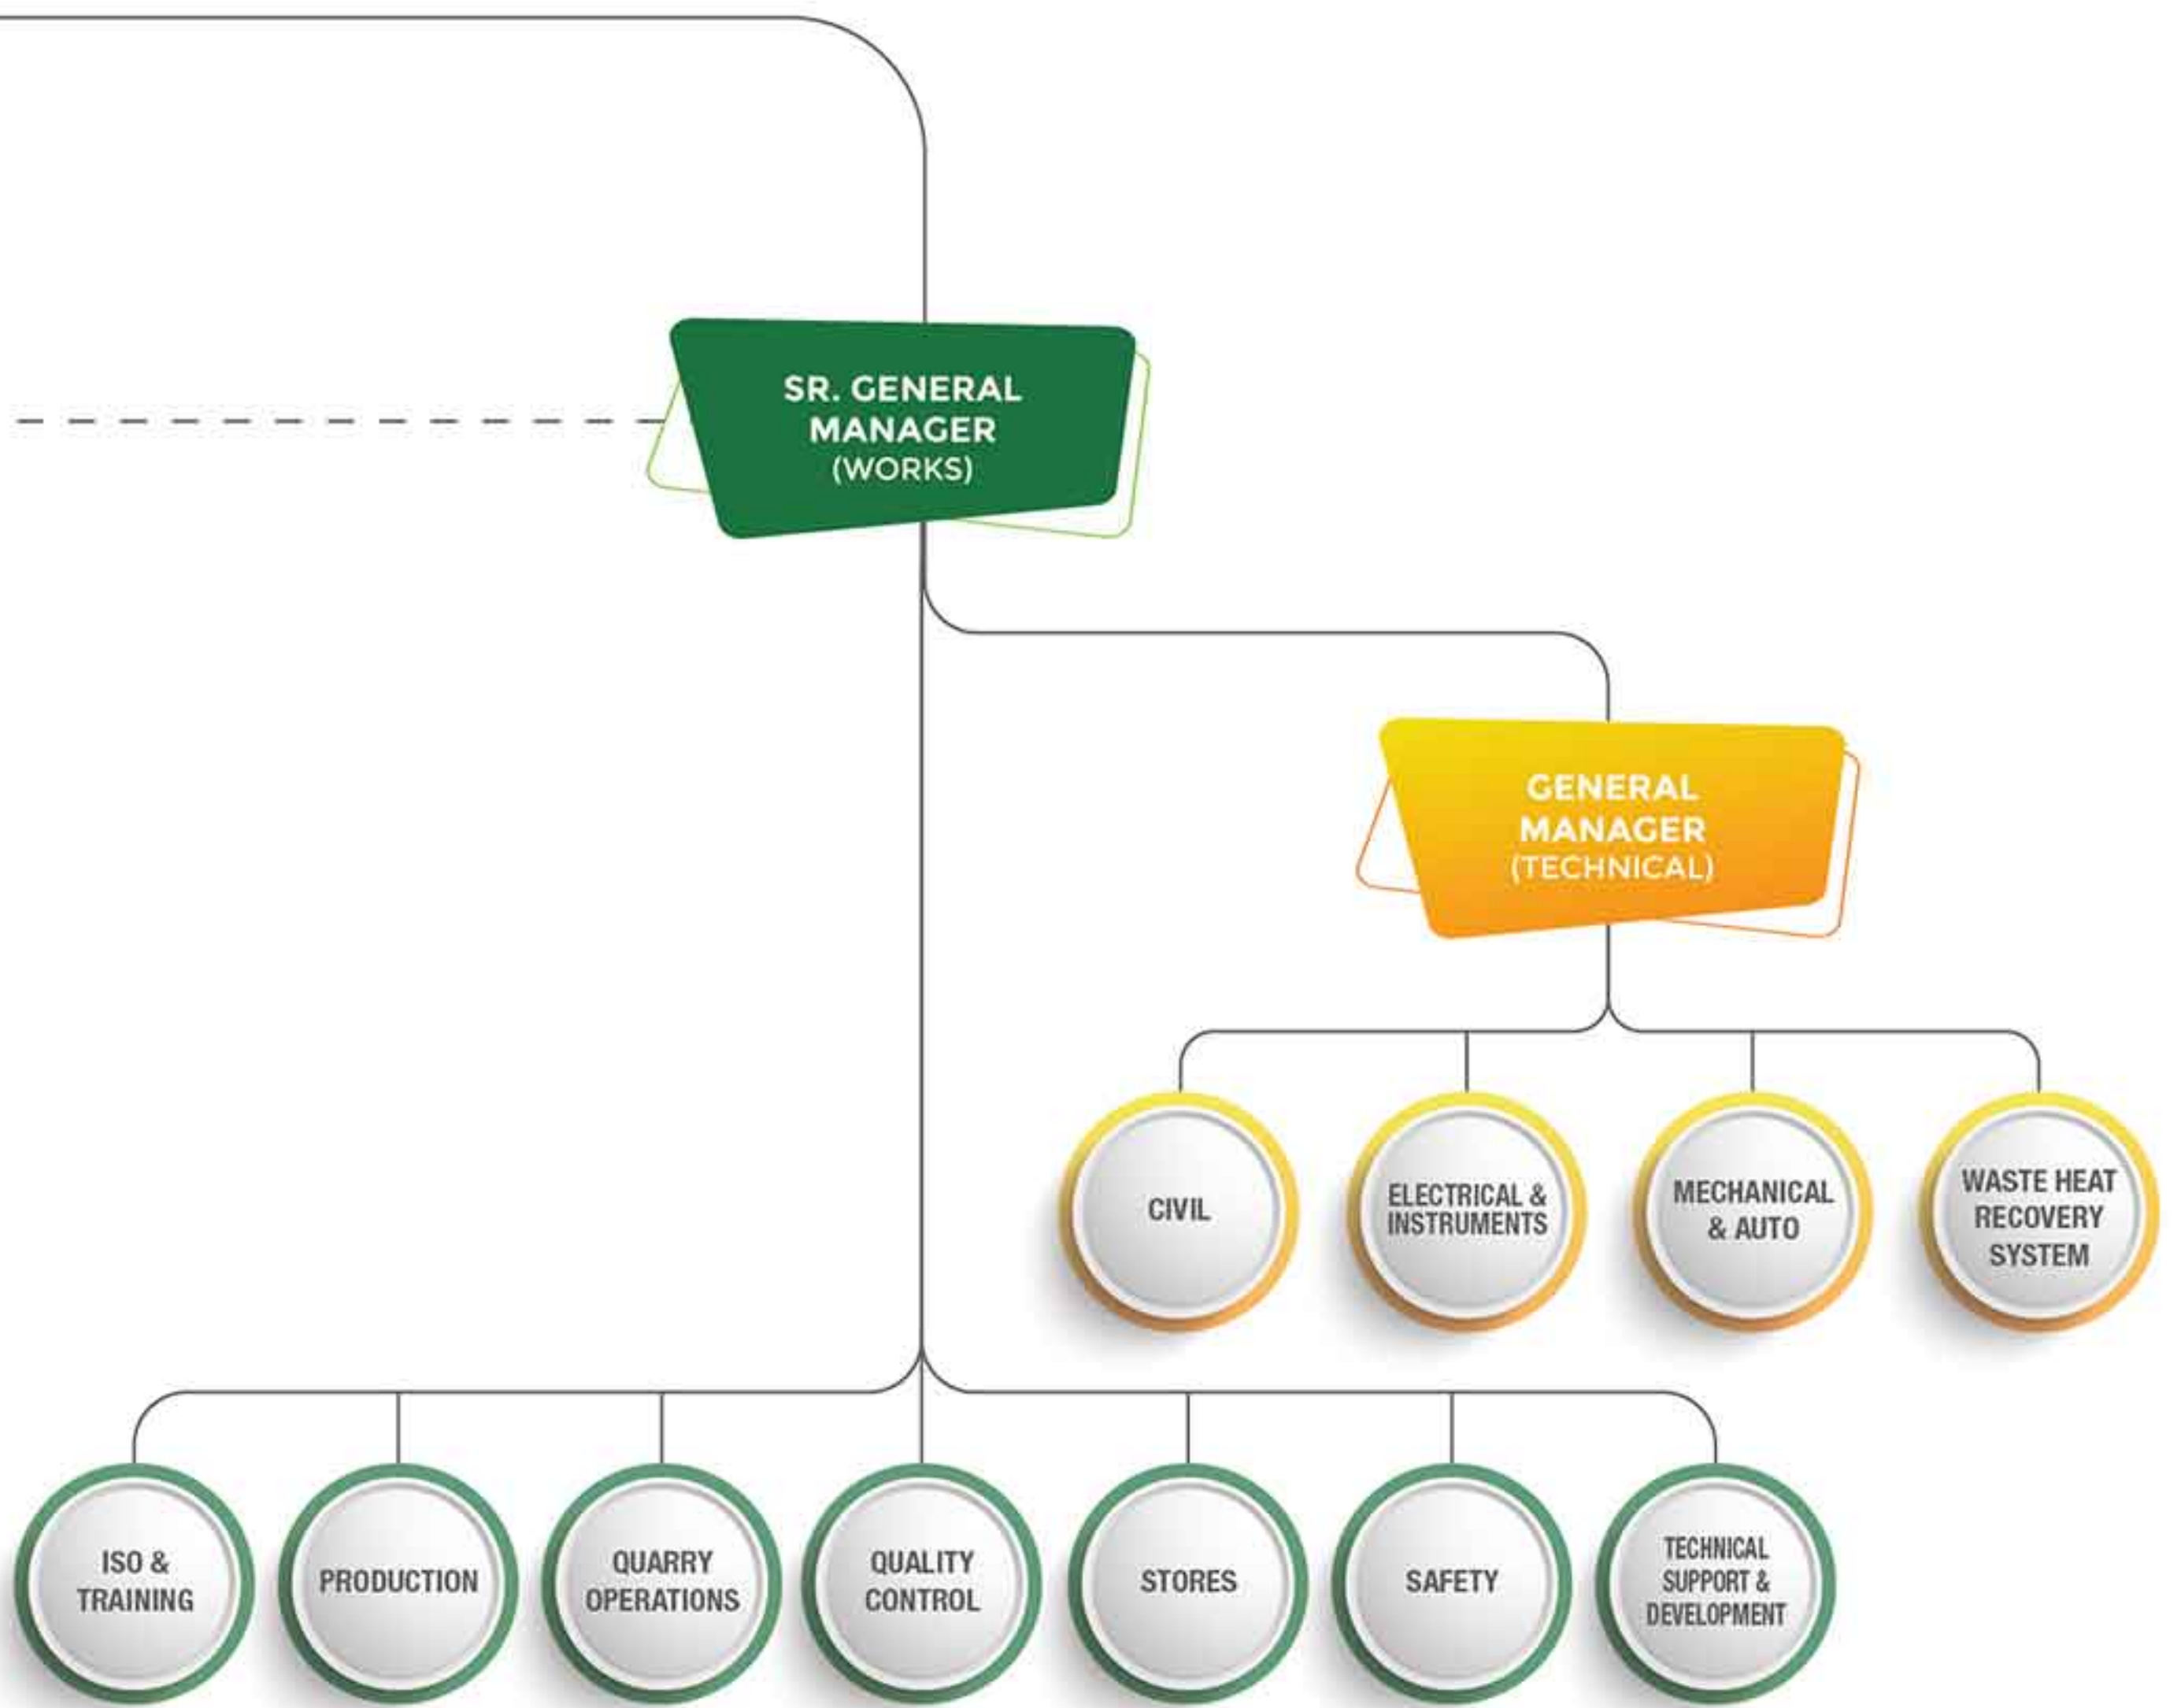 SR. GENERAL
MANAGER
(WORKS)
GENERAL
MANAGER
(TECHNICAL)
CIVIL
ELECTRICAL &
INSTRUMENTS
MECHANICAL
& AUTO
WASTE HEAT
RECOVERY
SYSTEM
ISO &
TRAINING
PRODUCTION
QUARRY
OPERATIONS
QUALITY
CONTROL
STORES
SAFETY
TECHNICAL
SUPPORT &
DEVELOPMENT